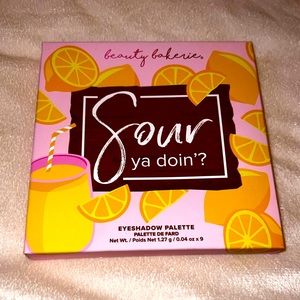 beauty bakerie®
Sour
ya doin'?
EYESHADOW PALETTE
PALETTE DE FARD
Net Wt. / Poids Net 1.27 g / 0.04 oz x 9